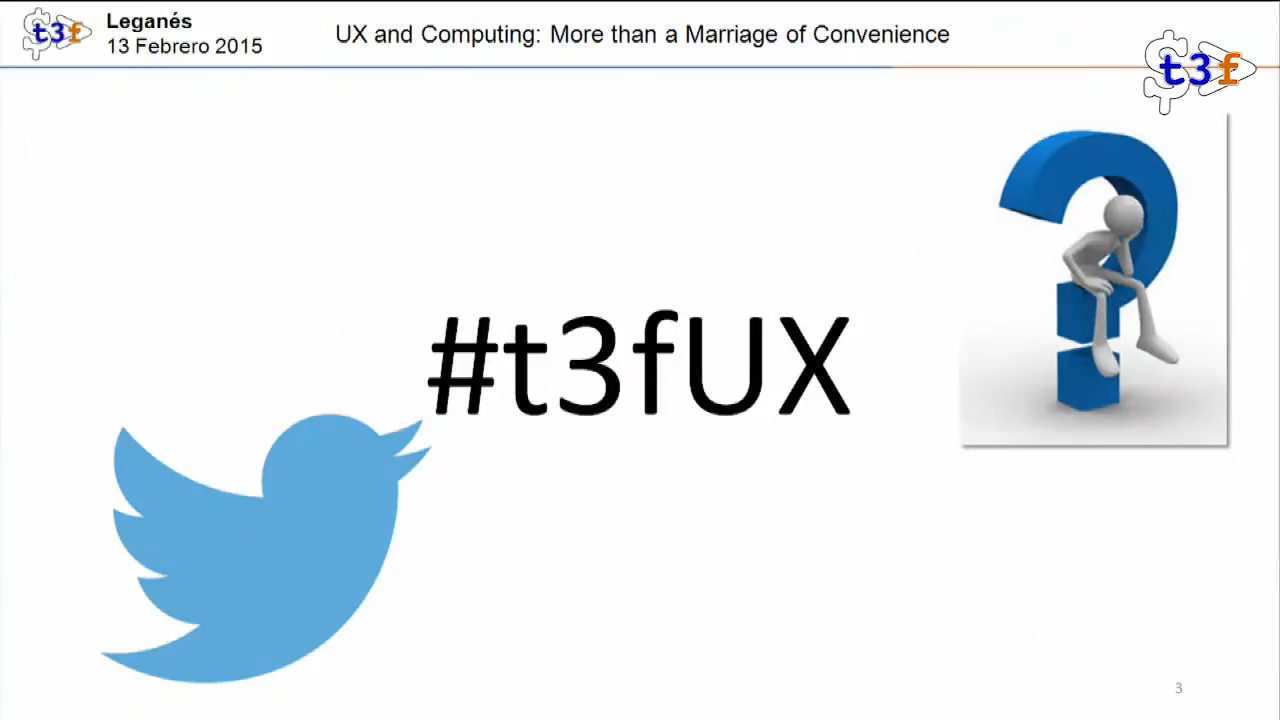 t3f
Leganés
13 Febrero 2015
UX and Computing: More than a Marriage of Convenience
t3f
#t3fUX
3